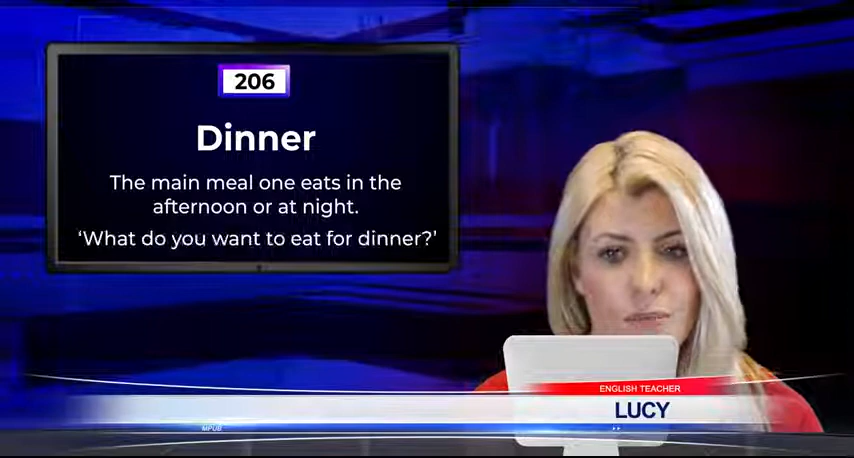 206
Dinner
The main meal one eats in the
afternoon or at night.
‘What do you want to eat for dinner?’
ENGLISH TEACHER
LUCY
MPUB